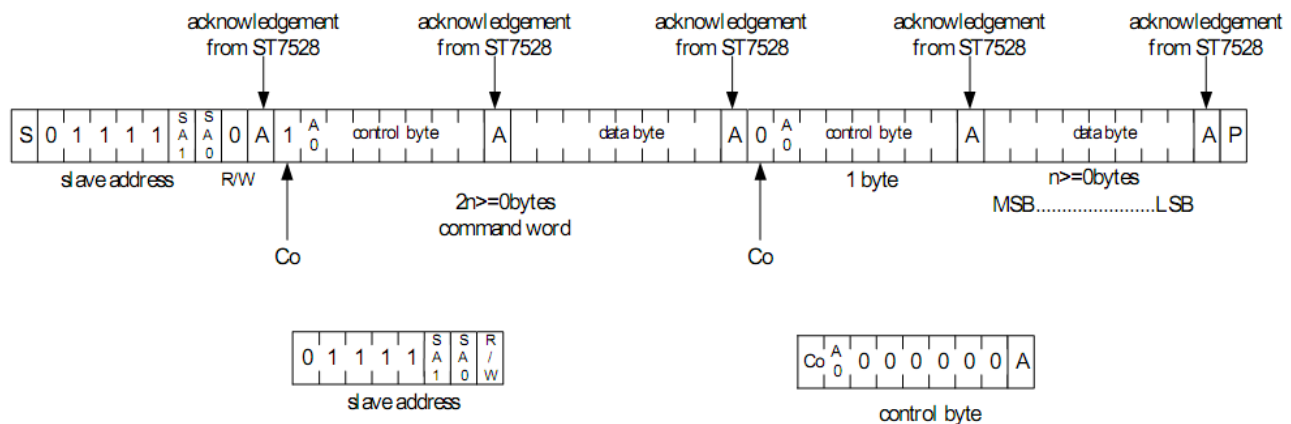 acknowledgement acknowledgement acknowledgement acknowledgement acknowledgement
from ST7528 from ST7528 from ST7528 from ST7528 from ST7528
S 0 1 1 1 1 SA1 SA0 0 A 1 A0 control byte A data byte A 0 A0 control byte A data byte A P
slave address R/W 1 byte n>=0bytes
2n>=0bytes MSB.......................LSB
command word
Co Co
0 1 1 1 1 SA1 SA0 R/W Co A0 0 0 0 0 0 0 A
slave address
control byte